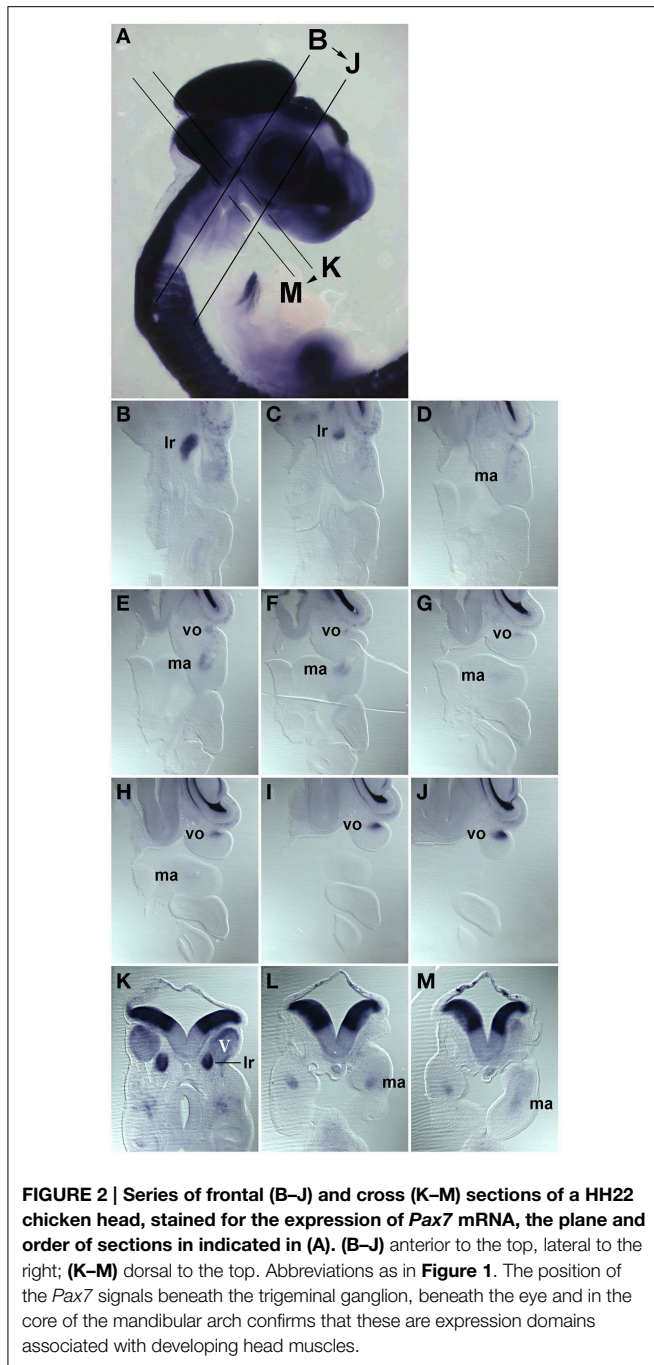 A
B
J
K
M
B
lr
C
lr
D
ma
E
vo
ma
F
vo
ma
G
vo
ma
H
vo
ma
I
vo
J
vo
K
V
lr
L
ma
M
ma
FIGURE 2 | Series of frontal (B–J) and cross (K–M) sections of a HH22
chicken head, stained for the expression of Pax7 mRNA, the plane and
order of sections in indicated in (A). (B–J) anterior to the top, lateral to the
right; (K–M) dorsal to the top. Abbreviations as in Figure 1. The position of
the Pax7 signals beneath the trigeminal ganglion, beneath the eye and in the
core of the mandibular arch confirms that these are expression domains
associated with developing head muscles.